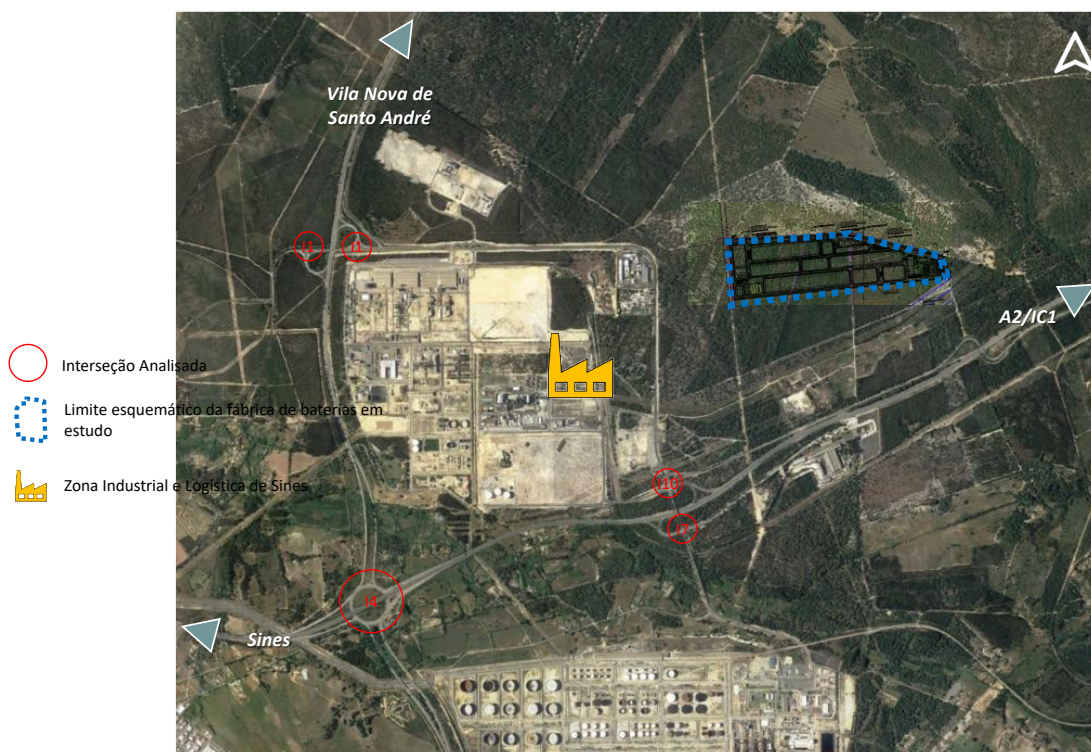 Vila Nova de
Santo André
I1
I1
A2/IC1
Interseção Analisada
Limite esquemático da fábrica de baterias em
estudo
Zona Industrial e Logística de Sines
I10
I7
I4
Sines